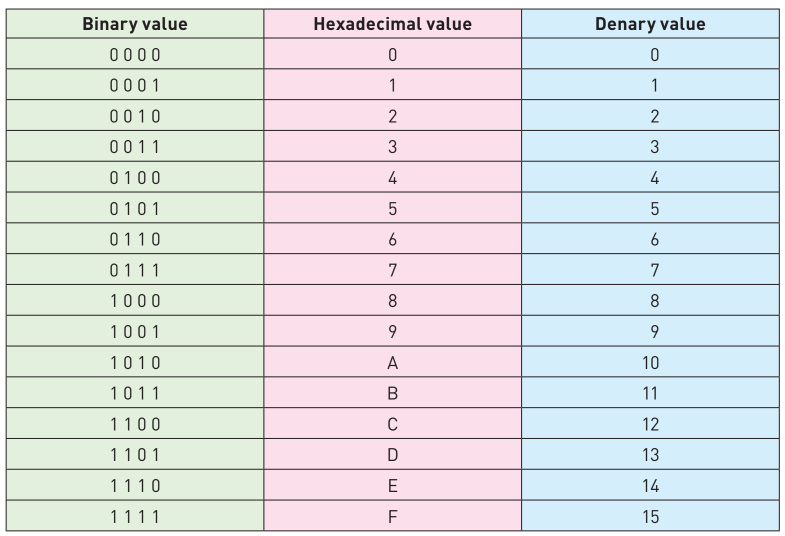 Binary value Hexadecimal value Denary value
0 0 0 0 0 0
0 0 0 1 1 1
0 0 1 0 2 2
0 0 1 1 3 3
0 1 0 0 4 4
0 1 0 1 5 5
0 1 1 0 6 6
0 1 1 1 7 7
1 0 0 0 8 8
1 0 0 1 9 9
1 0 1 0 A 10
1 0 1 1 B 11
1 1 0 0 C 12
1 1 0 1 D 13
1 1 1 0 E 14
1 1 1 1 F 15